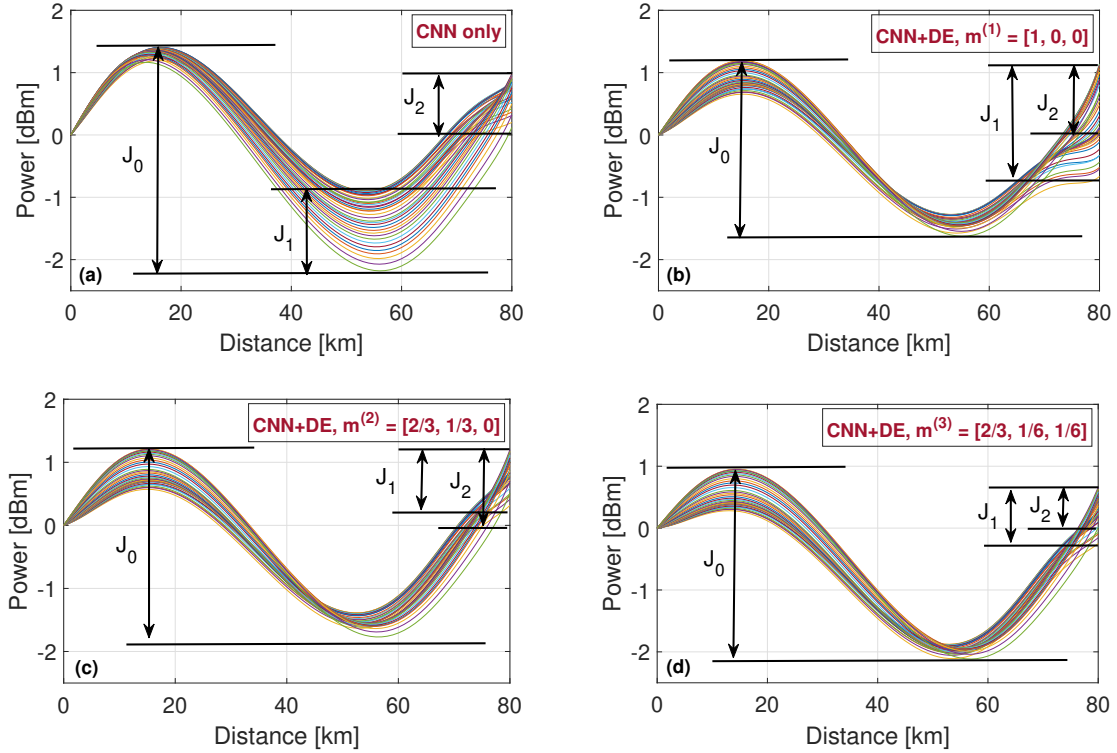 2
1
0
-1
-2
0
20
40
60
80
Power [dBm]
Distance [km]
CNN only
J0
J1
J2
(a)
2
1
0
-1
-2
0
20
40
60
80
Power [dBm]
Distance [km]
CNN+DE, m(1) = [1, 0, 0]
J0
J1
J2
(b)
2
1
0
-1
-2
0
20
40
60
80
Power [dBm]
Distance [km]
CNN+DE, m(2) = [2/3, 1/3, 0]
J0
J1
J2
(c)
2
1
0
-1
-2
0
20
40
60
80
Power [dBm]
Distance [km]
CNN+DE, m(3) = [2/3, 1/6, 1/6]
J0
J1
J2
(d)